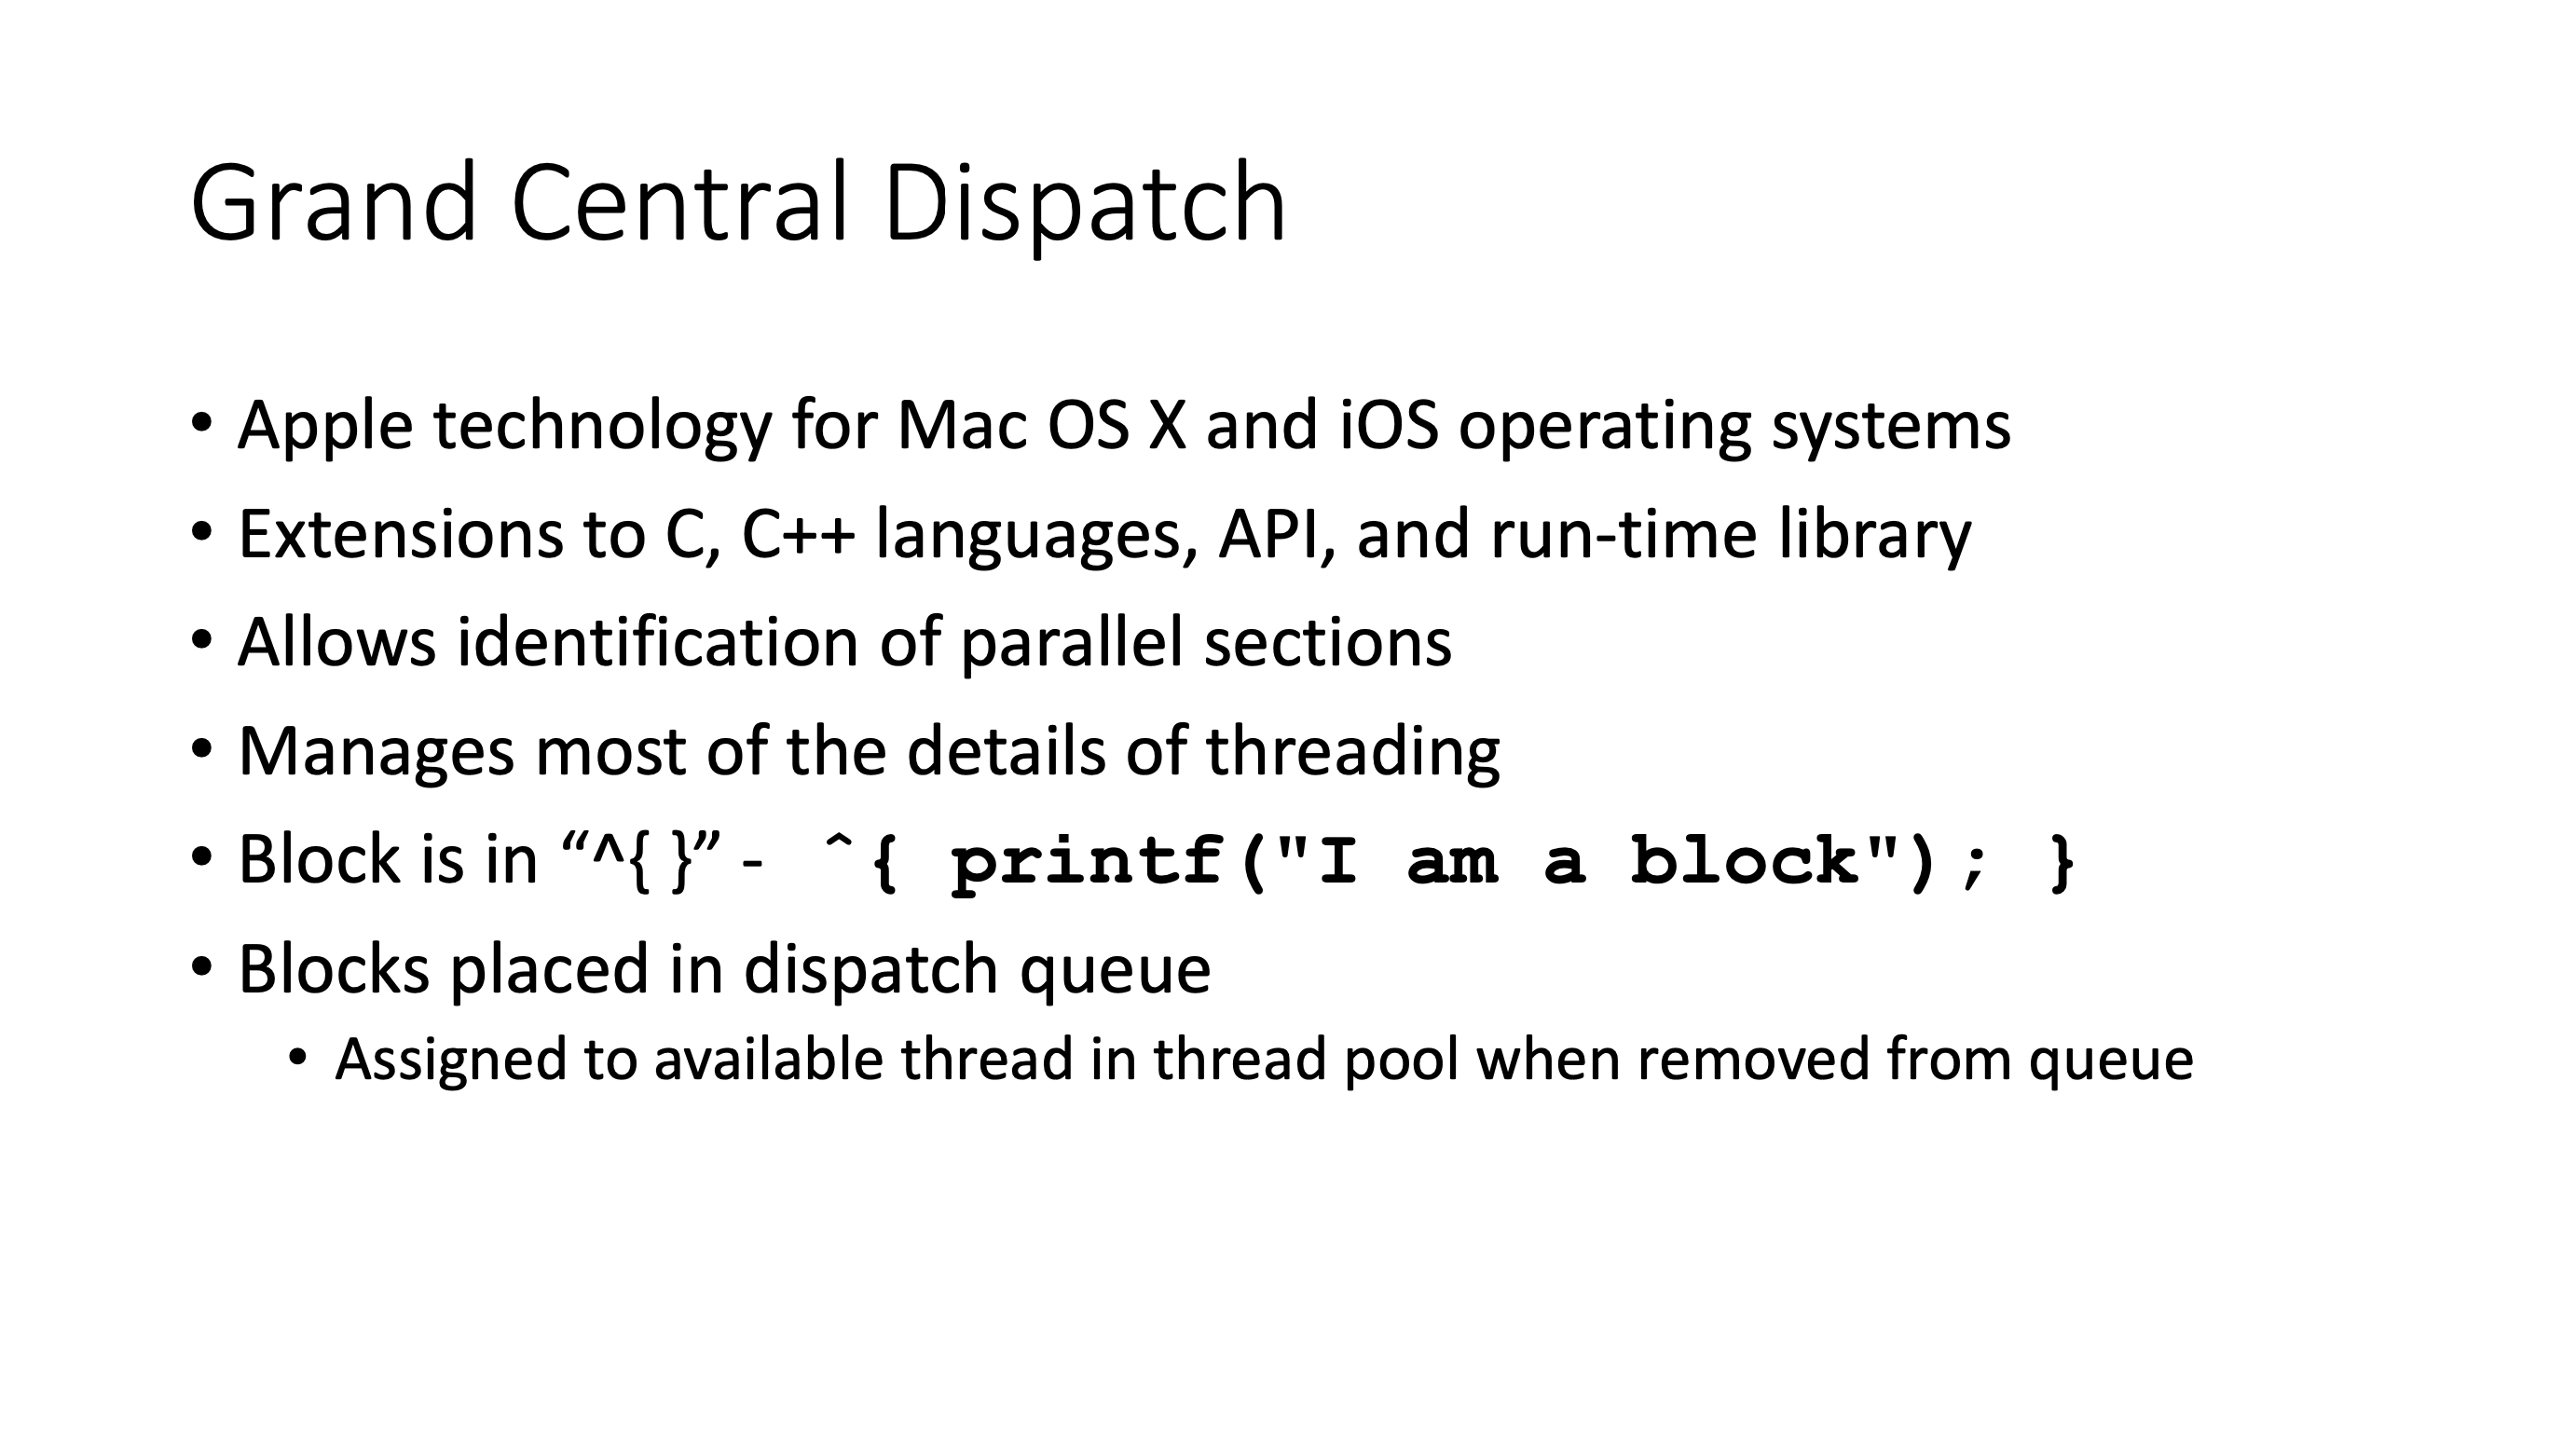 Grand Central Dispatch
• Apple technology for Mac OS X and iOS operating systems
• Extensions to C, C++ languages, API, and run-time library
• Allows identification of parallel sections
• Manages most of the details of threading
• Block is in “^{ }” - ˆ{ printf("I am a block"); }
• Blocks placed in dispatch queue
• Assigned to available thread in thread pool when removed from queue